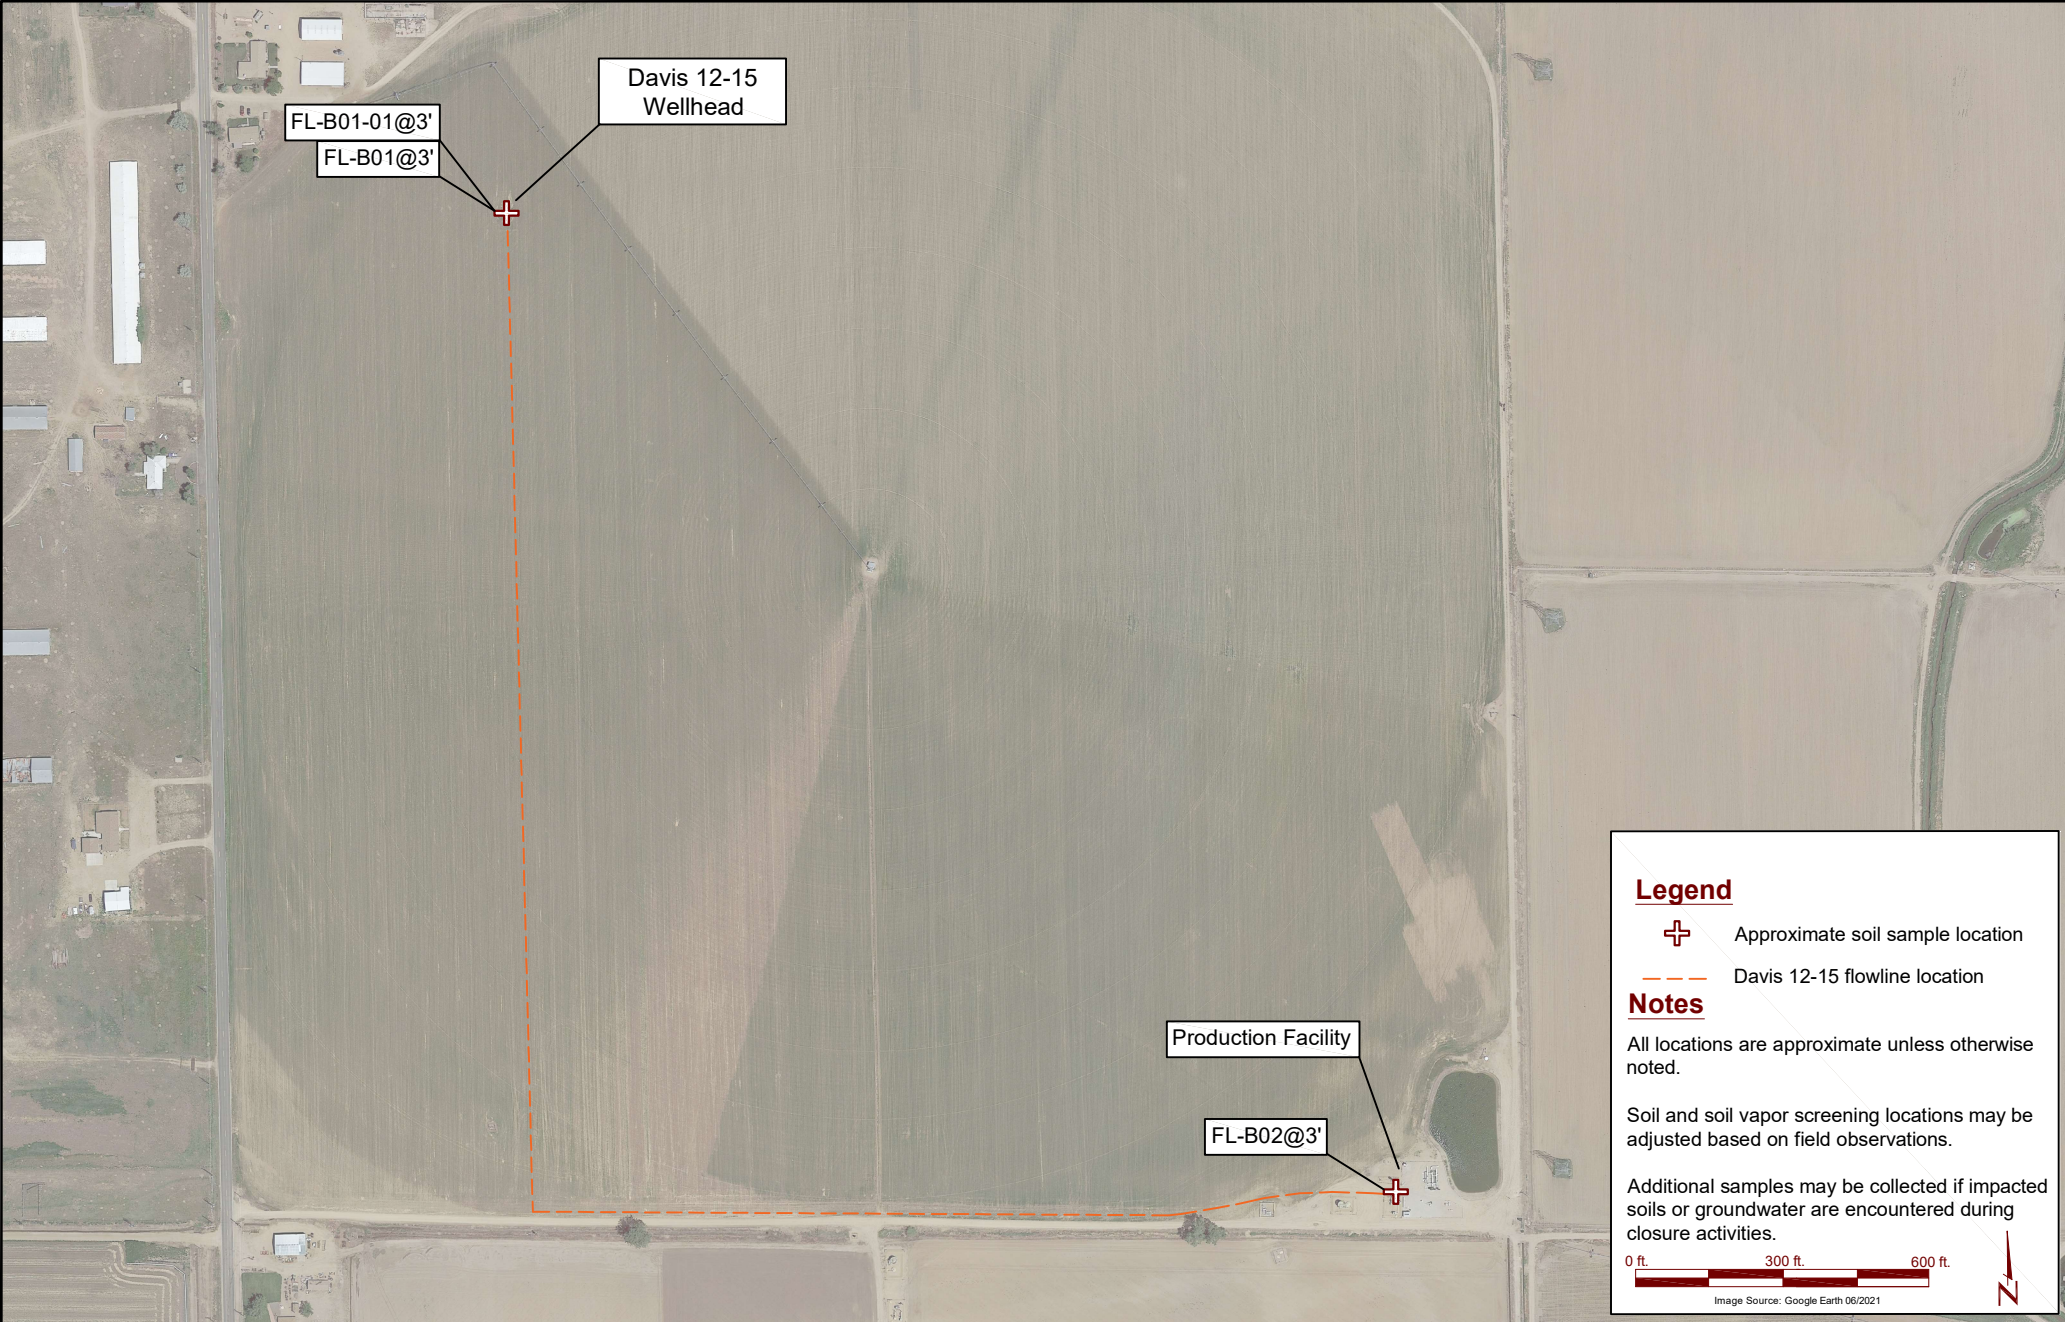 Davis 12-15
Wellhead
FL-B01-01@3'
FL-B01@3'
Production Facility
FL-B02@3'
Legend
Approximate soil sample location
Davis 12-15 flowline location
Notes
All locations are approximate unless otherwise
noted.
Soil and soil vapor screening locations may be
adjusted based on field observations.
Additional samples may be collected if impacted
soils or groundwater are encountered during
closure activities.
0 ft. 300 ft. 600 ft.
N
Image Source: Google Earth 06/2021